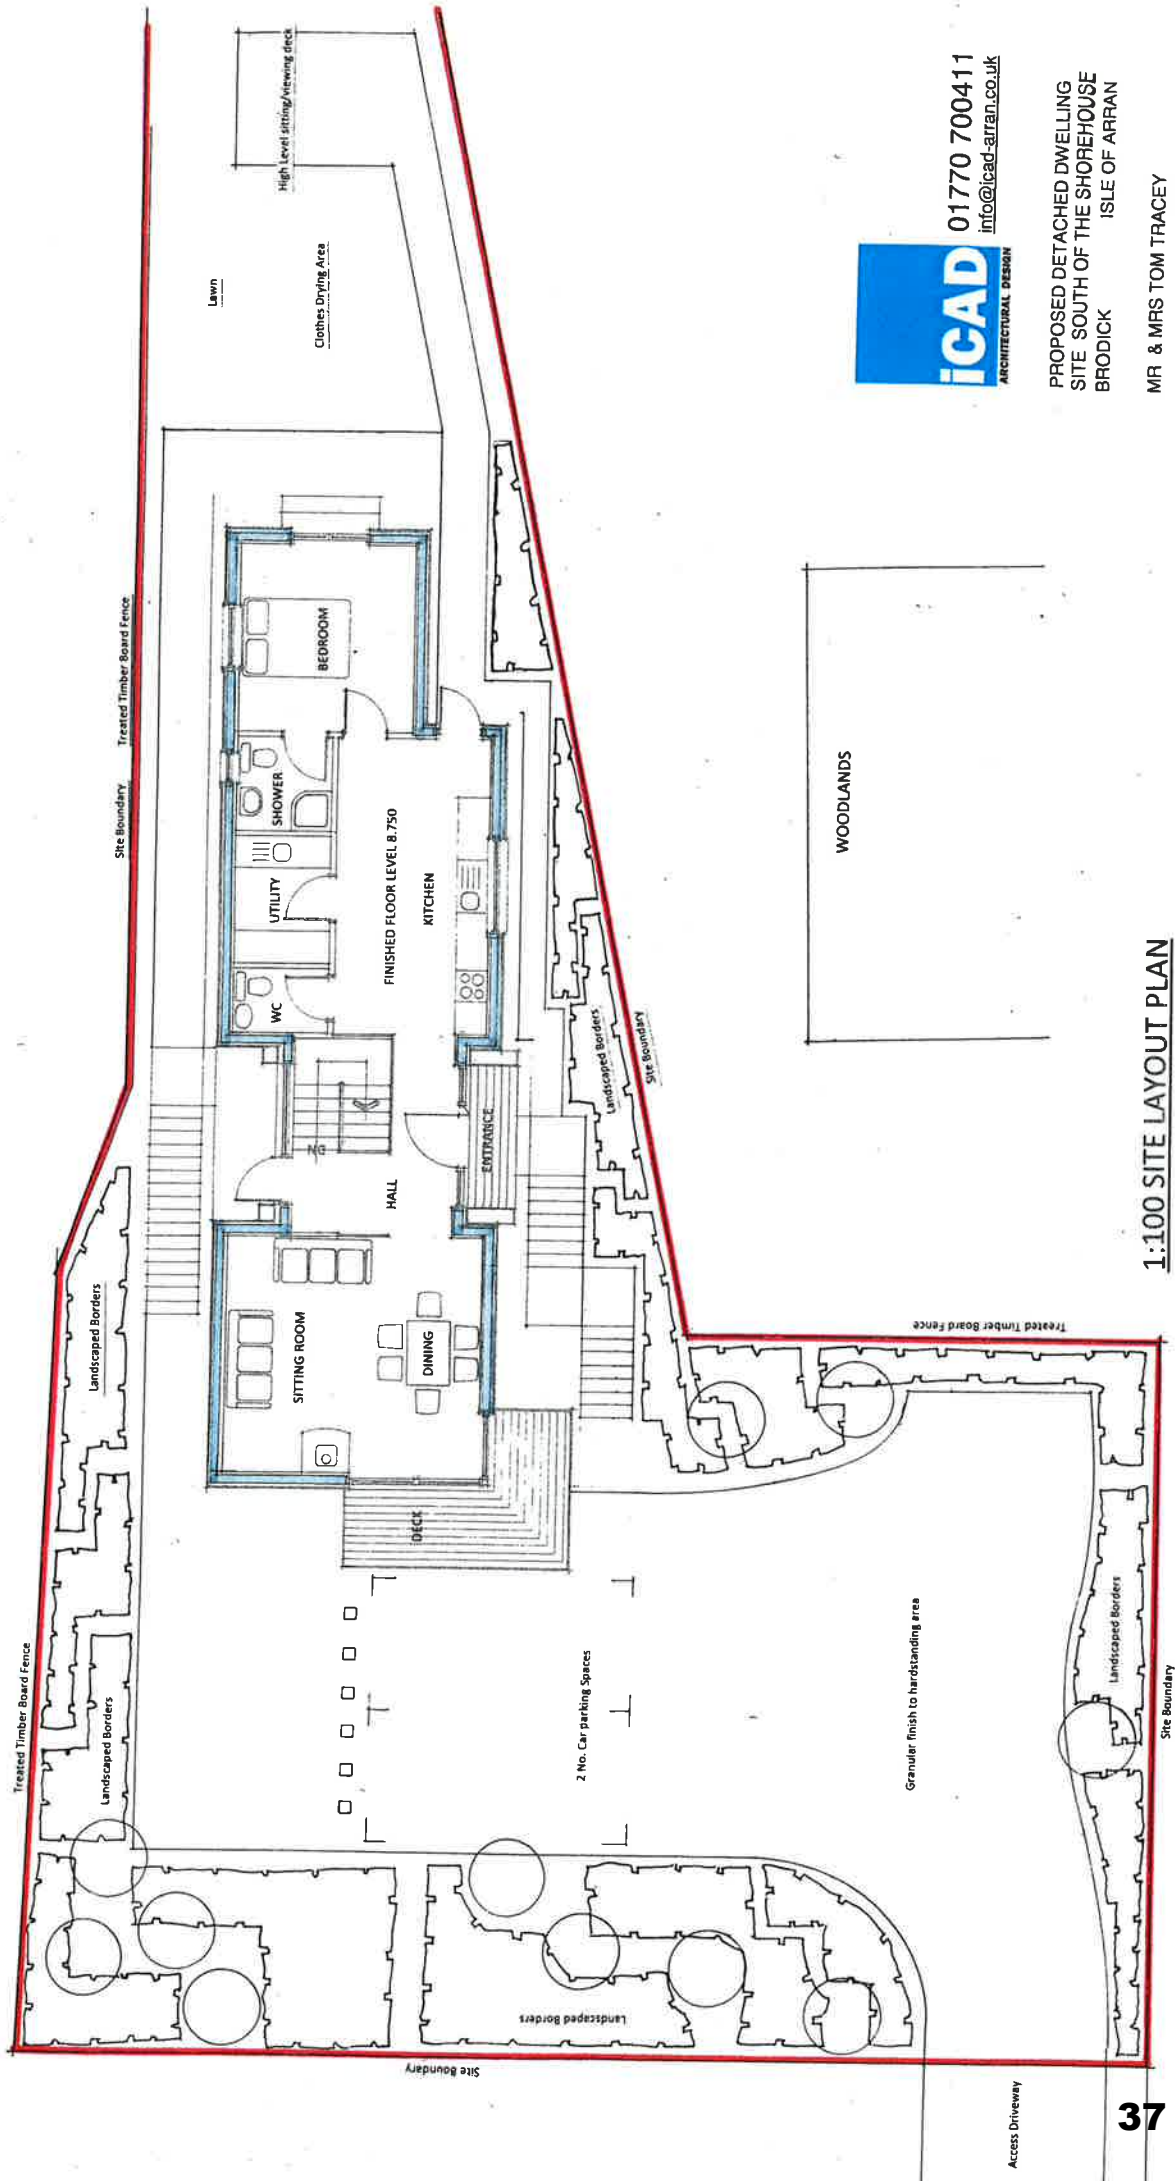 High Level sitting/viewing deck
Lawn
Clothes Drying Area
Treated Timber Board Fence
Site Boundary
BEDROOM
SHOWER
UTILITY
WC
FINISHED FLOOR LEVEL 8.750
KITCHEN
HALL
ENTRANCE
DN
SITTING ROOM
DINING
DECK
Landscaped Borders
Site Boundary
Landscaped Borders
Treated Timber Board Fence
Landscaped Borders
Treated Timber Board Fence
2 No. Car parking Spaces
Granular finish to hardstanding area
Landscaped Borders
Site Boundary
Landscaped Borders
Site Boundary
Access Driveway
WOODLANDS
iCAD
ARCHITECTURAL DESIGN
01770 700411
info@icad-arran.co.uk
PROPOSED DETACHED DWELLING
SITE SOUTH OF THE SHOREHOUSE
BRODICK ISLE OF ARRAN
MR & MRS TOM TRACEY
1:100 SITE LAYOUT PLAN
37